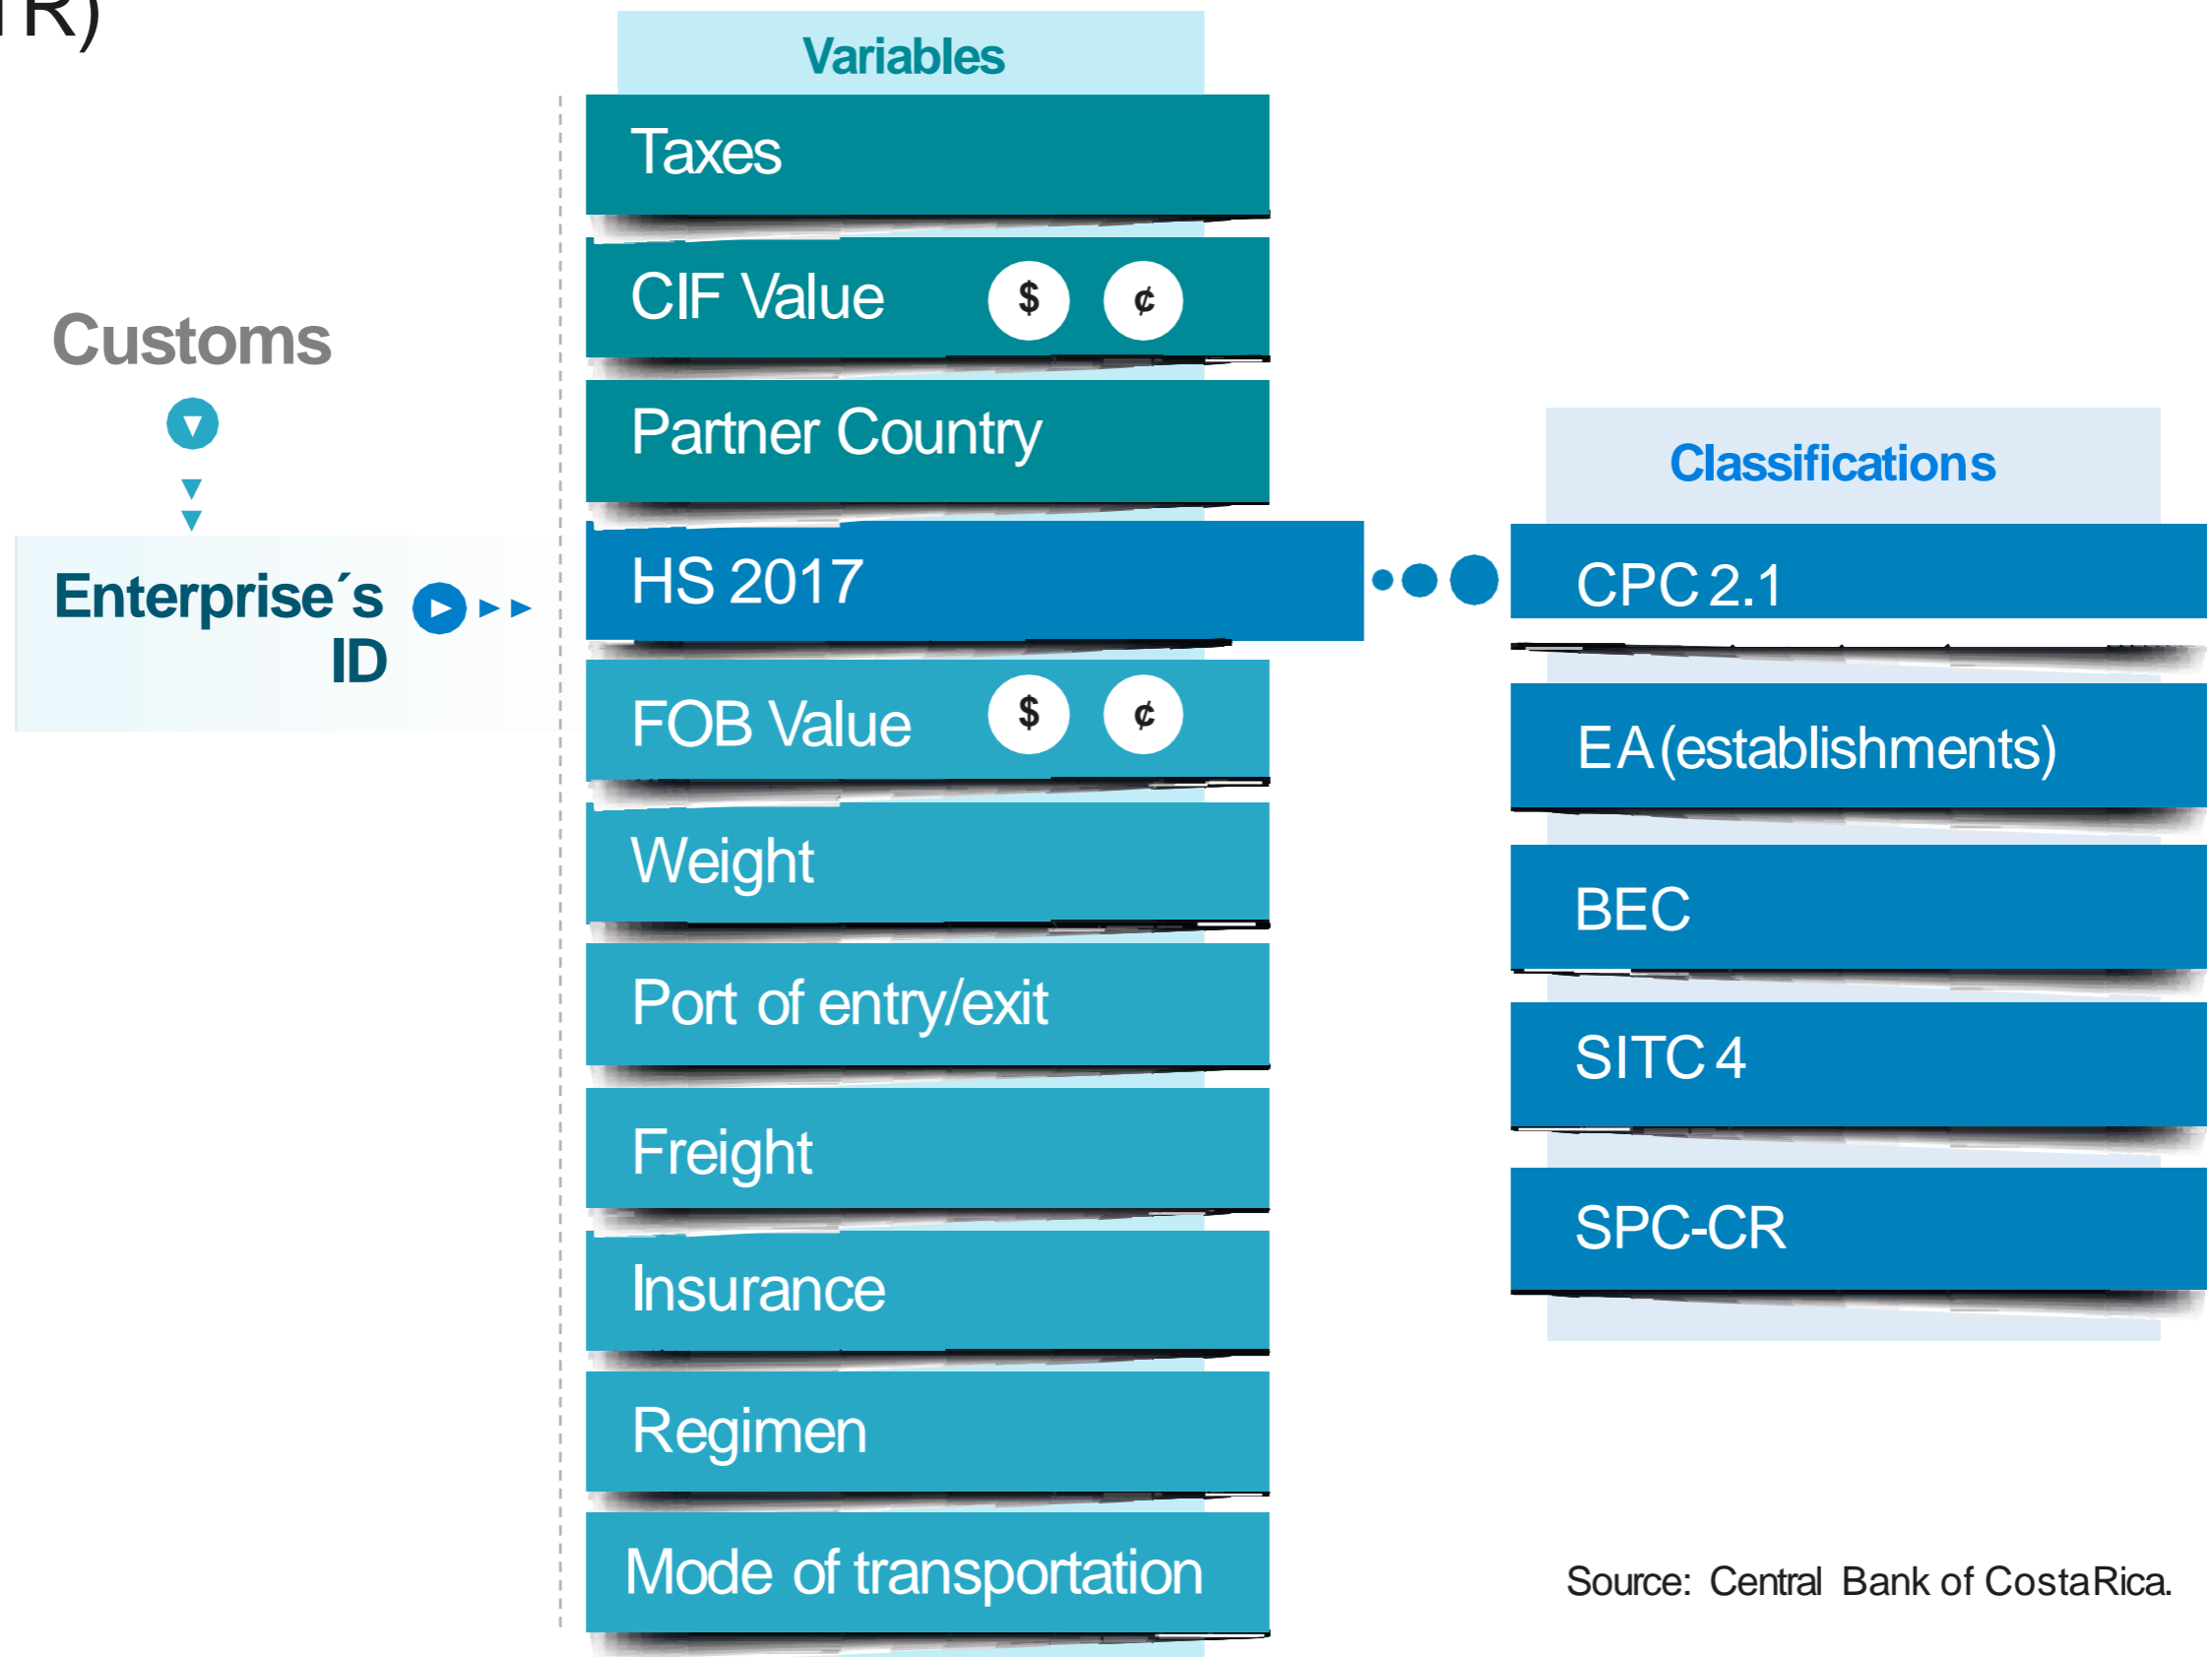 TR)
Variables
Taxes
CIF Value $ ¢
Partner Country
HS 2017
FOB Value $ ¢
Weight
Port of entry/exit
Freight
Insurance
Regimen
Mode of transportation
Customs
Enterprise´s
ID
Classifications
CPC 2.1
EA (establishments)
BEC
SITC 4
SPC-CR
Source: Central Bank of CostaRica.